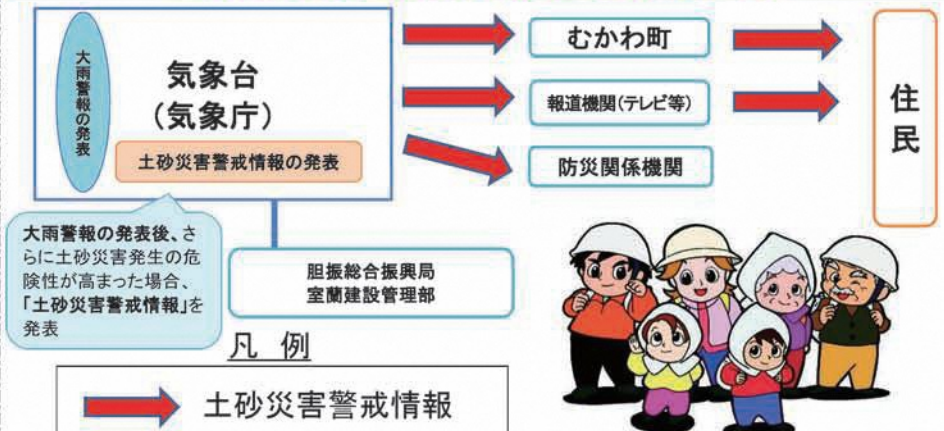 大雨警報の発表
気象台
(気象庁)
土砂災害警戒情報の発表
むかわ町
報道機関(テレビ等)
防災関係機関
住民
大雨警報の発表後、さ
らに土砂災害発生の危
険性が高まった場合、
「土砂災害警戒情報」を
発表
胆振総合振興局
室蘭建設管理部
凡 例
土砂災害警戒情報